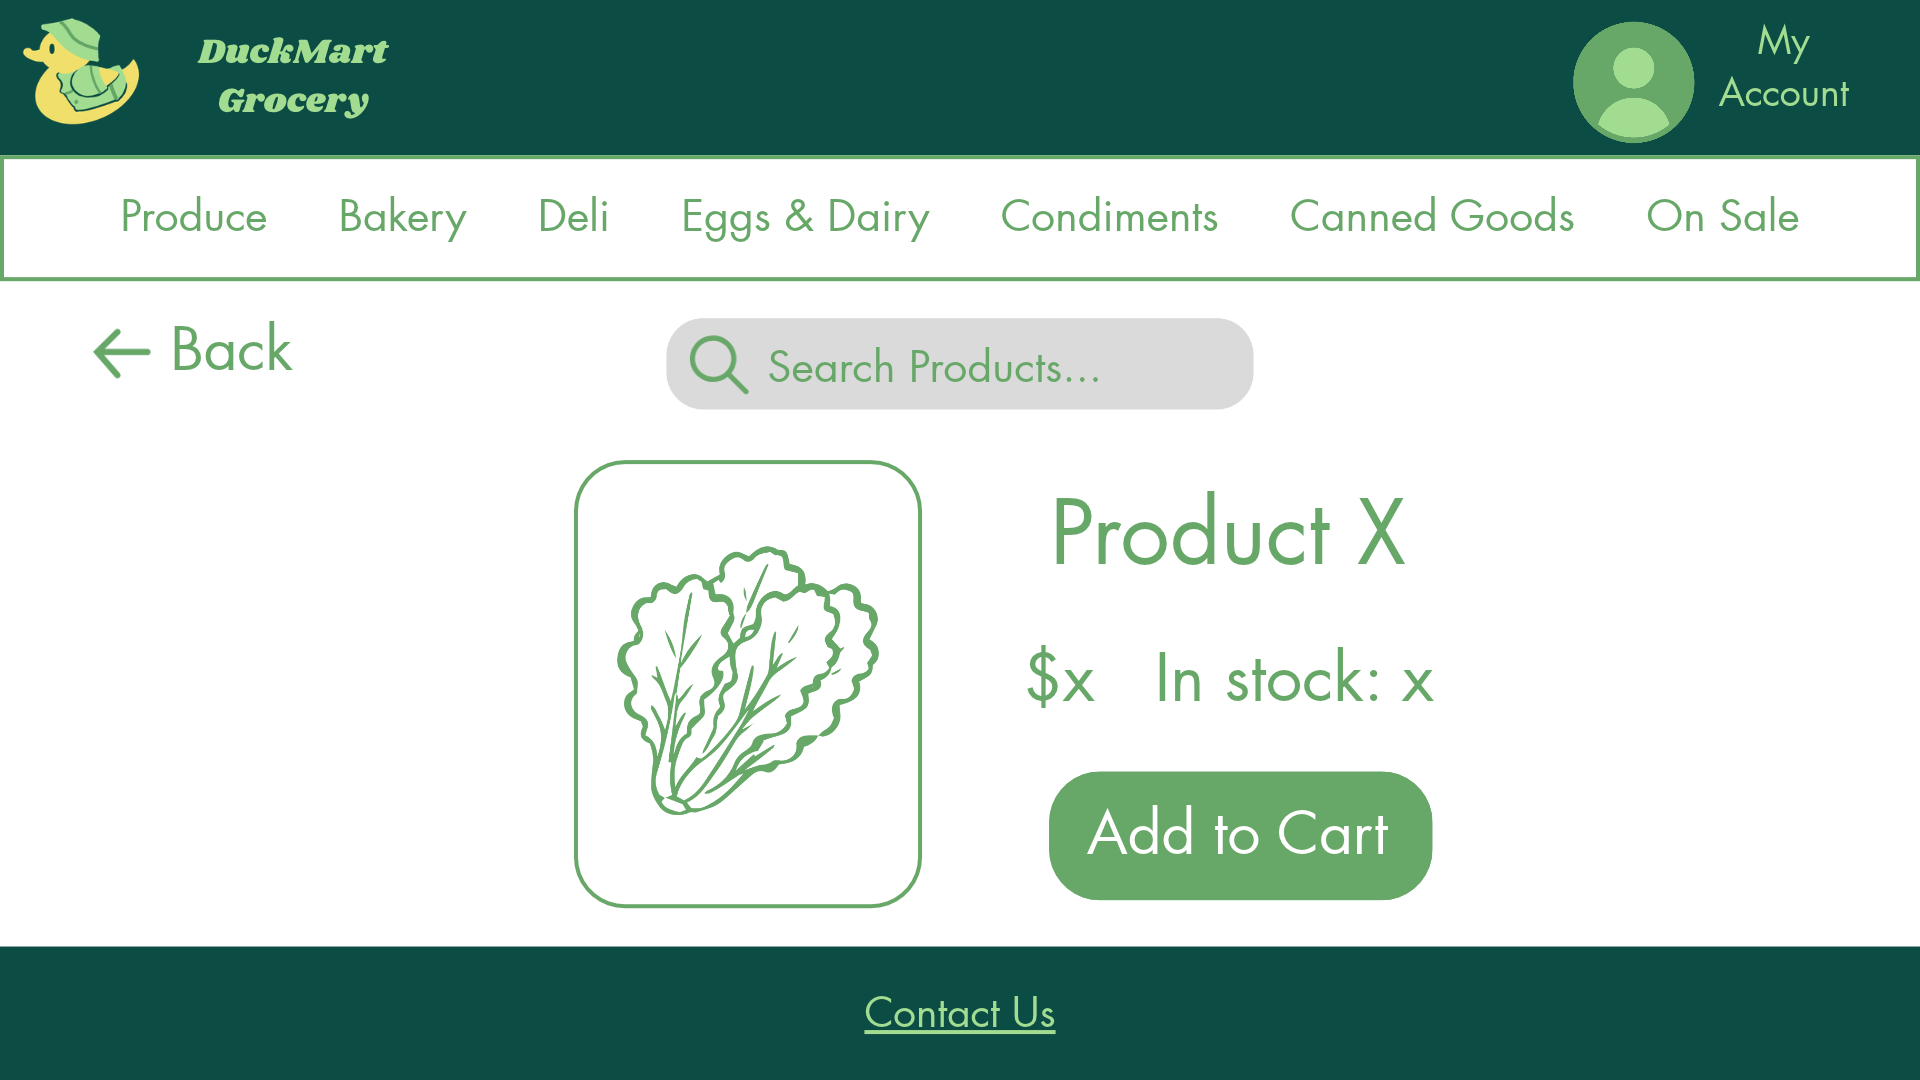 DuckMart
Grocery
My
Account
Produce Bakery Deli Eggs & Dairy Condiments Canned Goods On Sale
Back
Search Products...
Product X
$x In stock: x
Add to Cart
Contact Us